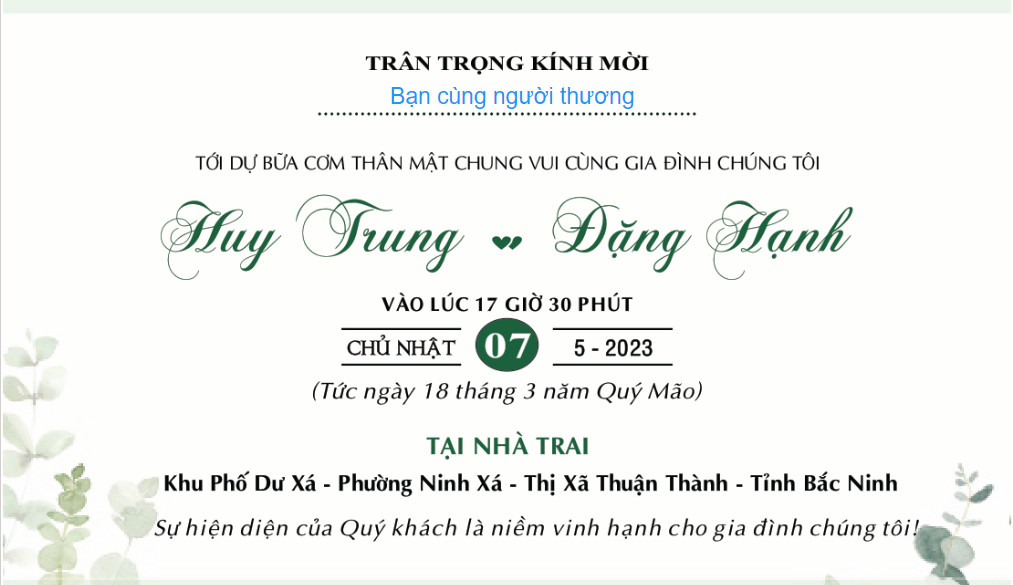 TRÂN TRỌNG KÍNH MỜI
Bạn cùng người thương
TỚI DỰ BỮA CƠM THÂN MẬT CHUNG VUI CÙNG GIA ĐÌNH CHÚNG TÔI
Huy Trung Đặng Hạnh
VÀO LÚC 17 GIỜ 30 PHÚT
CHỦ NHẬT 07 5 - 2023
(Tức ngày 18 tháng 3 năm Quý Mão)
TẠI NHÀ TRAI
Khu Phố Dư Xá - Phường Ninh Xá - Thị Xã Thuận Thành - Tỉnh Bắc Ninh
Sự hiện diện của Quý khách là niềm vinh hạnh cho gia đình chúng tôi!